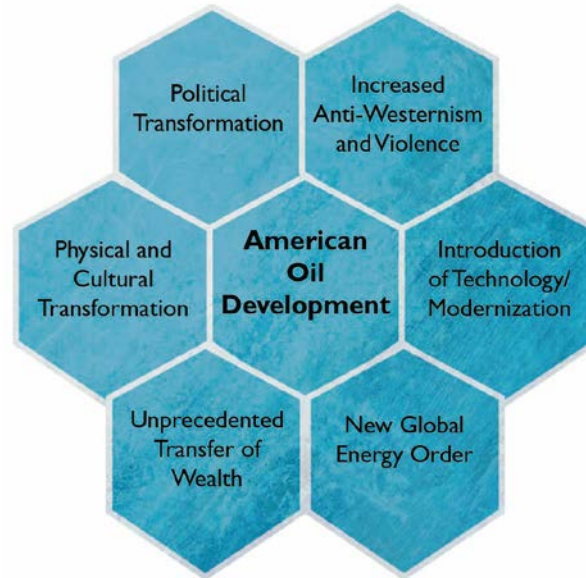 Political
Transformation
Increased
Anti-Westernism
and Violence
Physical and
Cultural
Transformation
American
Oil
Development
Introduction
of Technology/
Modernization
Unprecedented
Transfer of
Wealth
New Global
Energy Order